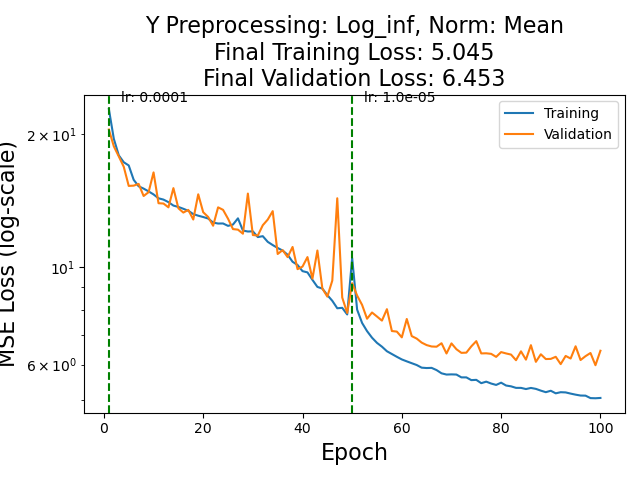 Y Preprocessing: Log_inf, Norm: Mean
Final Training Loss: 5.045
Final Validation Loss: 6.453
lr: 0.0001
lr: 1.0e-05
Training
Validation
MSE Loss (log-scale)
2 × 10¹
10¹
6 × 10⁰
0 20 40 60 80 100
Epoch